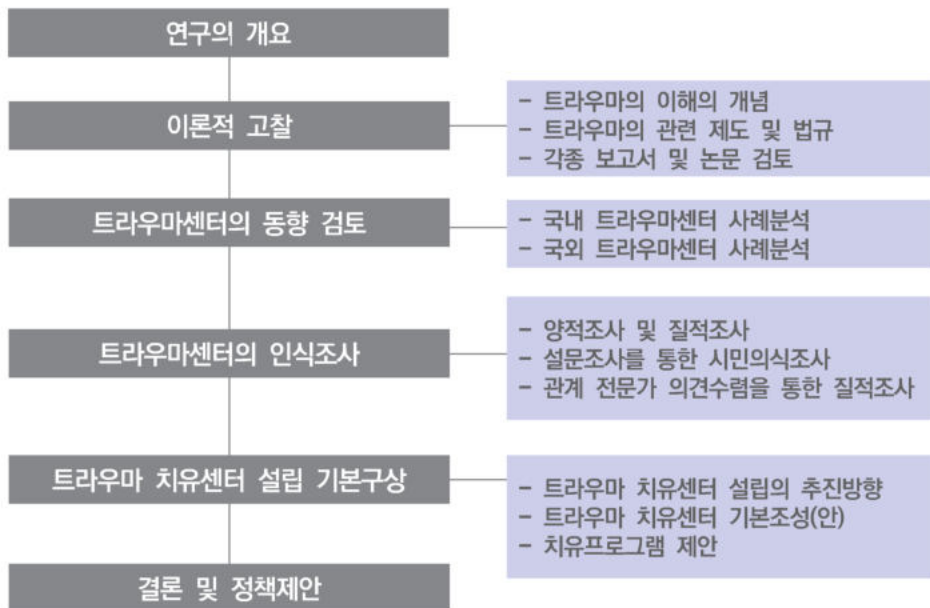 연구의 개요
이론적 고찰
- 트라우마의 이해의 개념
- 트라우마의 관련 제도 및 법규
- 각종 보고서 및 논문 검토
트라우마센터의 동향 검토
- 국내 트라우마센터 사례분석
- 국외 트라우마센터 사례분석
트라우마센터의 인식조사
- 양적조사 및 질적조사
- 설문조사를 통한 시민의식조사
- 관계 전문가 의견수렴을 통한 질적조사
트라우마 치유센터 설립 기본구상
- 트라우마 치유센터 설립의 추진방향
- 트라우마 치유센터 기본조성(안)
- 치유프로그램 제안
결론 및 정책제안